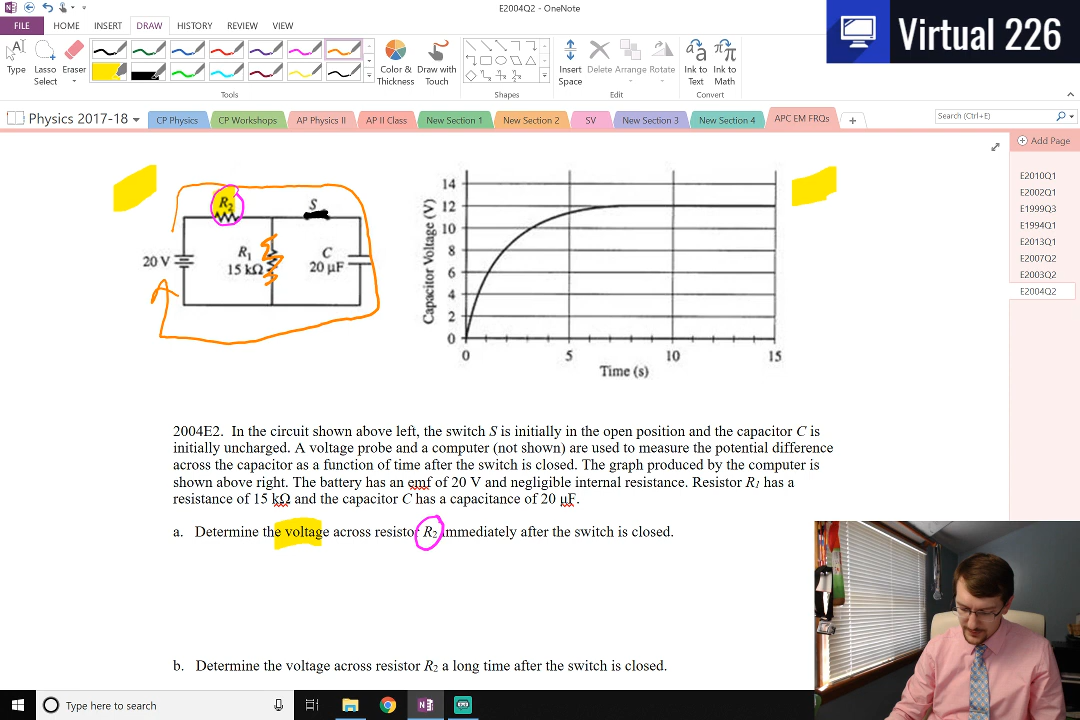 E2004Q2 - OneNote
Virtual 226
FILE HOME INSERT DRAW HISTORY REVIEW VIEW
Type
Lasso Select
Eraser
Color & Thickness
Draw with Touch
Insert Space
Delete
Arrange
Rotate
Ink to Text
Ink to Math
Tools
Shapes
Edit
Convert
Physics 2017-18
CP Physics
CP Workshops
AP Physics II
AP II Class
New Section 1
New Section 2
SV
New Section 3
New Section 4
APC EM FRQs
Search (Ctrl+E)
Add Page
E2010Q1
E2002Q1
E1999Q3
E1994Q1
E2013Q1
E2007Q2
E2003Q2
E2004Q2
R₂
S
20 V
R₁
15 kΩ
C
20 μF
Capacitor Voltage (V)
14
12
10
8
6
4
2
0
0 5 10 15
Time (s)
2004E2. In the circuit shown above left, the switch S is initially in the open position and the capacitor C is
initially uncharged. A voltage probe and a computer (not shown) are used to measure the potential difference
across the capacitor as a function of time after the switch is closed. The graph produced by the computer is
shown above right. The battery has an emf of 20 V and negligible internal resistance. Resistor R₁ has a
resistance of 15 kΩ and the capacitor C has a capacitance of 20 μF.
a. Determine the voltage across resistor R₂ immediately after the switch is closed.
b. Determine the voltage across resistor R₂ a long time after the switch is closed.
Type here to search